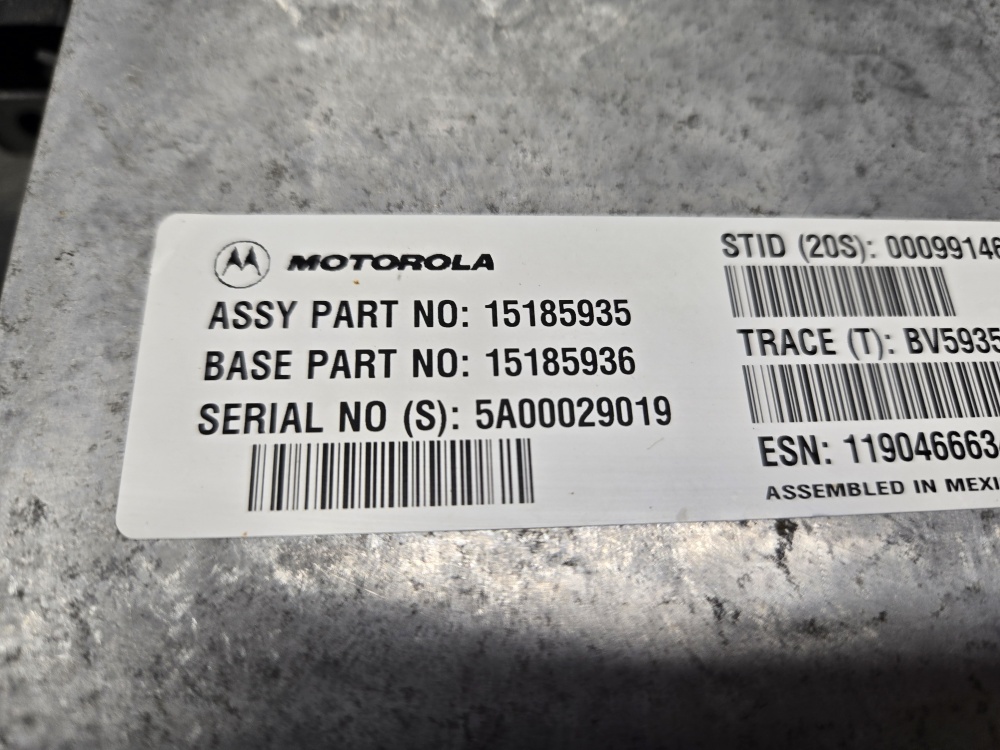 MOTOROLA
ASSY PART NO: 15185935
BASE PART NO: 15185936
SERIAL NO (S): 5A00029019
STID (20S): 00099146
TRACE (T): BV5935
ESN: 1190466634
ASSEMBLED IN MEXI